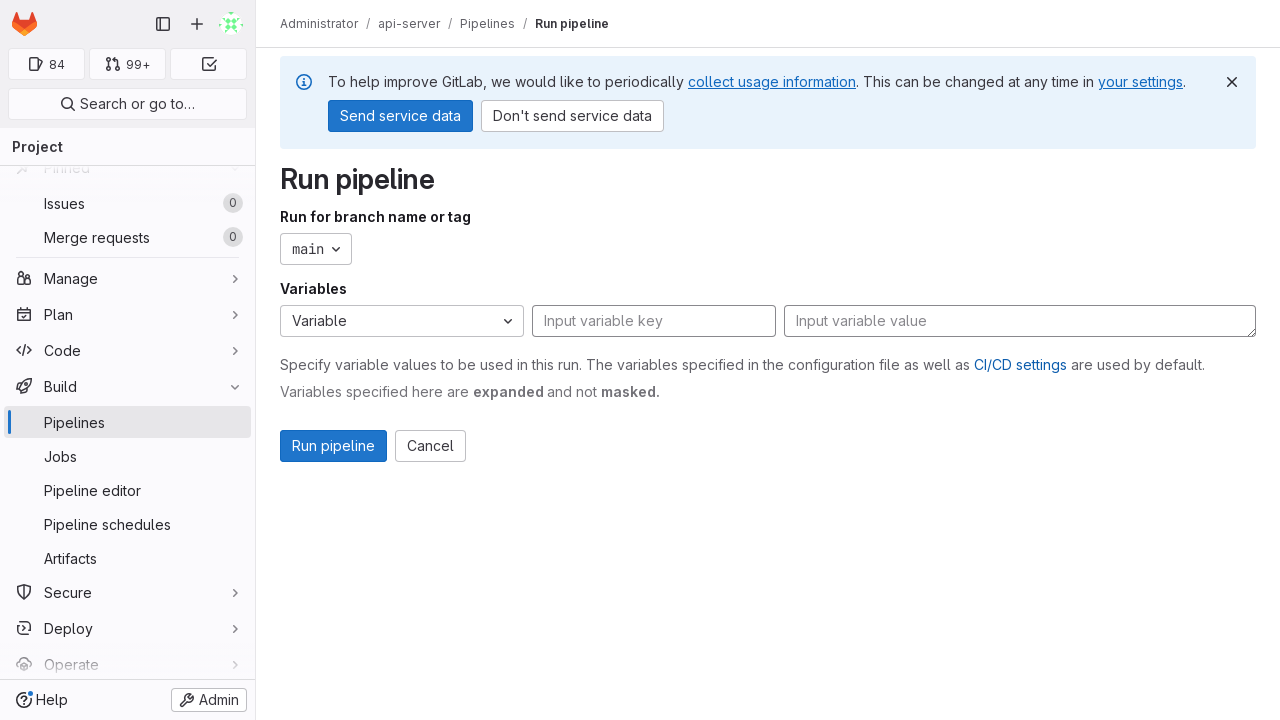 Administrator / api-server / Pipelines / Run pipeline
84
99+
Search or go to…
Project
Pinned
Issues 0
Merge requests 0
Manage
Plan
Code
Build
Pipelines
Jobs
Pipeline editor
Pipeline schedules
Artifacts
Secure
Deploy
Operate
Help
Admin
To help improve GitLab, we would like to periodically collect usage information. This can be changed at any time in your settings.
Send service data
Don't send service data
Run pipeline
Run for branch name or tag
main
Variables
Variable
Input variable key
Input variable value
Specify variable values to be used in this run. The variables specified in the configuration file as well as CI/CD settings are used by default.
Variables specified here are expanded and not masked.
Run pipeline
Cancel